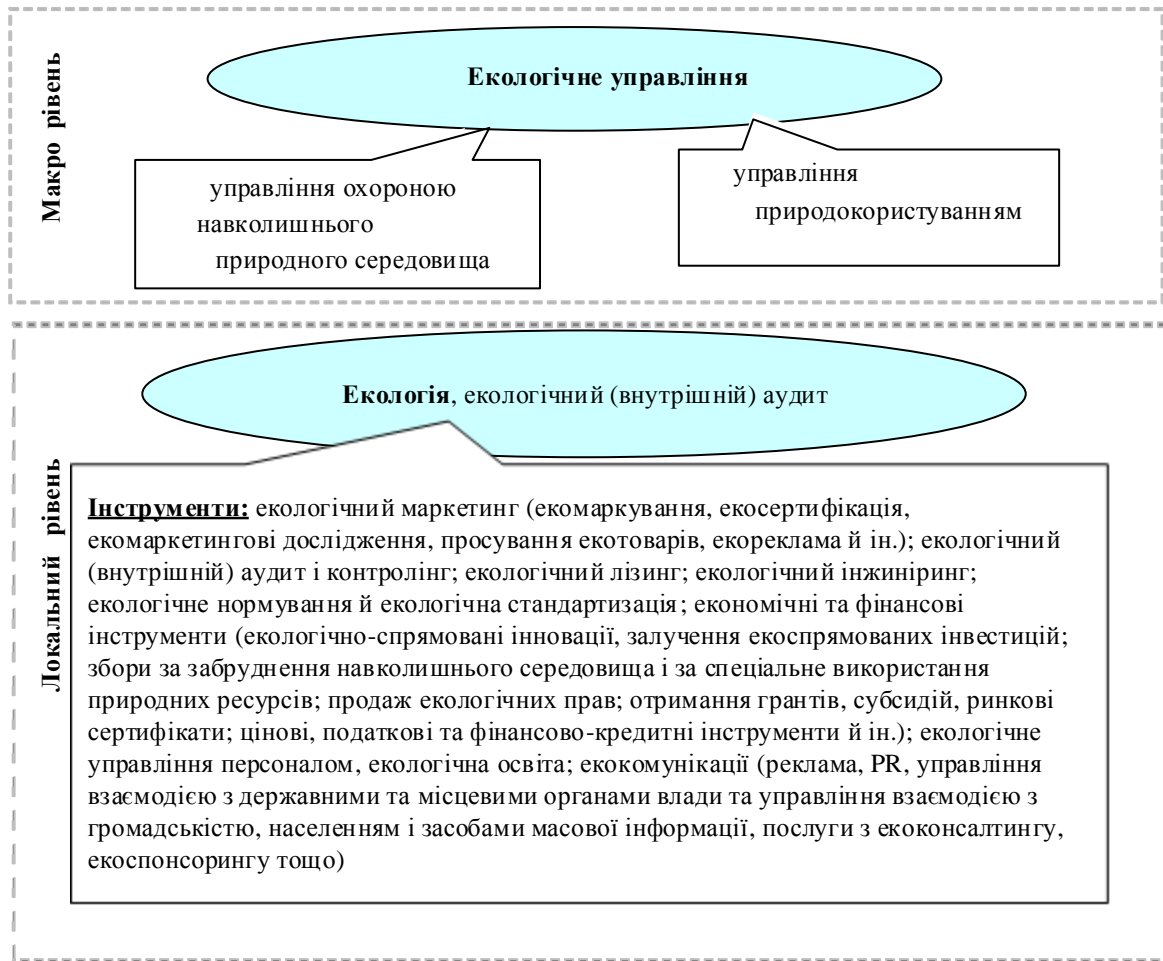 Макро рівень
Екологічне управління
управління охороною
навколишнього
природного середовища
управління
природокористуванням
Локальний рівень
Екологія, екологічний (внутрішній) аудит
Інструменти: екологічний маркетинг (екомаркування, екосертифікація,
екомаркетингові дослідження, просування екотоварів, екореклама й ін.); екологічний
(внутрішній) аудит і контролінг; екологічний лізинг; екологічний інжиніринг;
екологічне нормування й екологічна стандартизація; економічні та фінансові
інструменти (екологічно-спрямовані інновації, залучення екоспрямованих інвестицій;
збори за забруднення навколишнього середовища і за спеціальне використання
природних ресурсів; продаж екологічних прав; отримання грантів, субсидій, ринкові
сертифікати; цінові, податкові та фінансово-кредитні інструменти й ін.); екологічне
управління персоналом, екологічна освіта; екокомунікації (реклама, PR, управління
взаємодією з державними та місцевими органами влади та управління взаємодією з
громадськістю, населенням і засобами масової інформації, послуги з екоконсалтингу,
екоспонсорингу тощо)